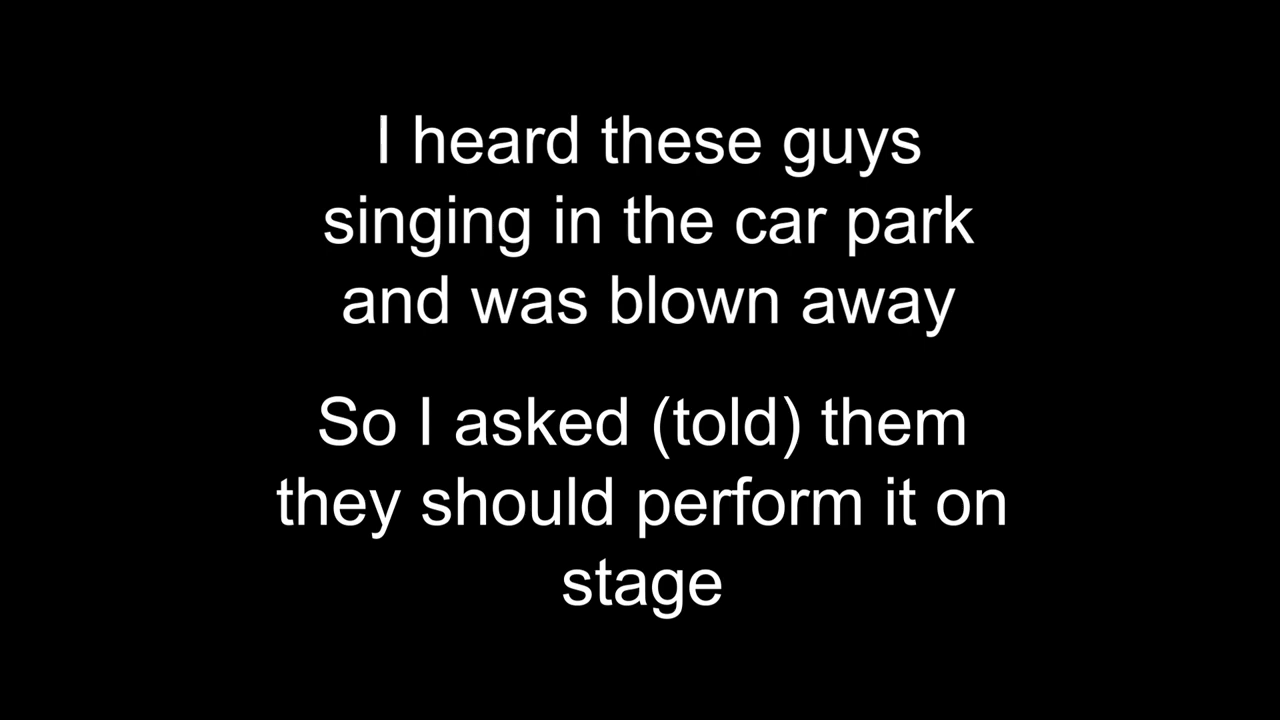 I heard these guys
singing in the car park
and was blown away
So I asked (told) them
they should perform it on
stage